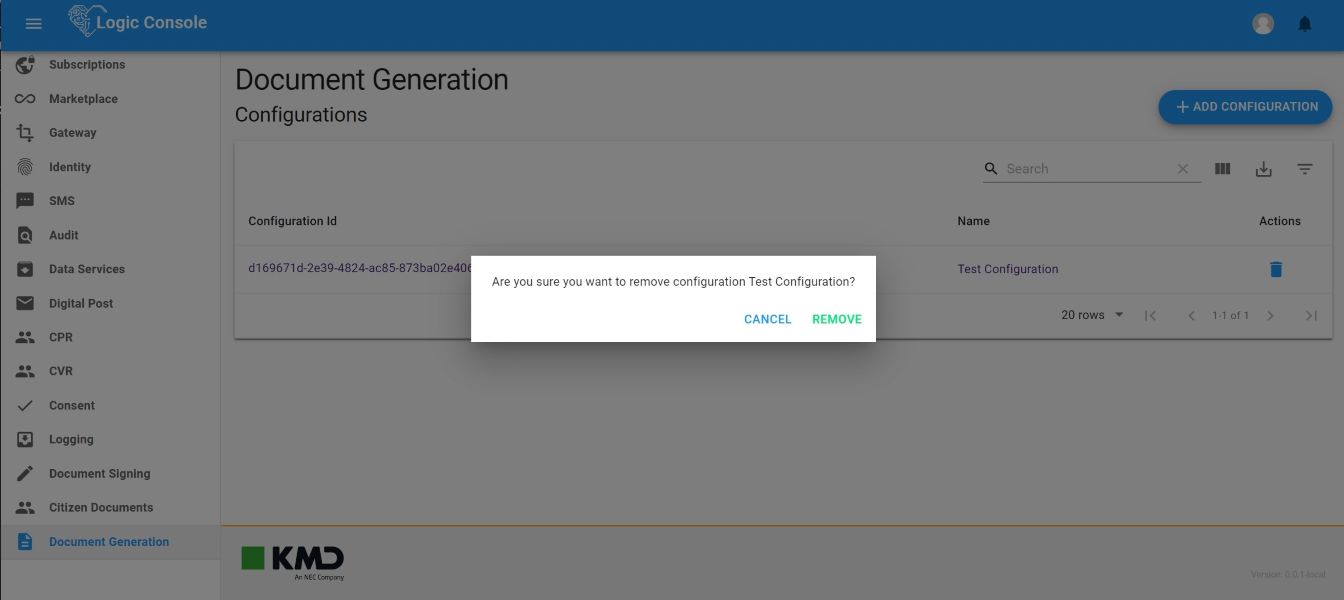 Logic Console
Subscriptions
Marketplace
Gateway
Identity
SMS
Audit
Data Services
Digital Post
CPR
CVR
Consent
Logging
Document Signing
Citizen Documents
Document Generation
Document Generation
Configurations
ADD CONFIGURATION
Search
Configuration Id Name Actions
d169671d-2e39-4824-ac85-873ba02e406 Test Configuration
Are you sure you want to remove configuration Test Configuration?
CANCEL REMOVE
20 rows 1-1 of 1
KMD
An NEC Company
Version: 0.0.1-local